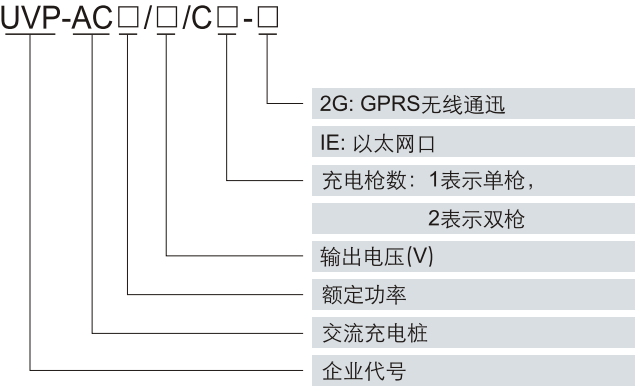 UVP-AC□/□/C□-□
2G: GPRS无线通迅
IE: 以太网口
充电枪数：1表示单枪，
2表示双枪
输出电压(V)
额定功率
交流充电桩
企业代号